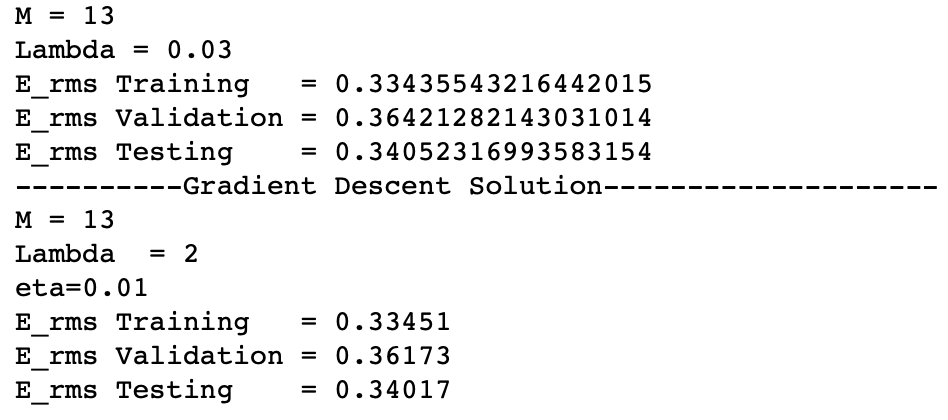 M = 13
Lambda = 0.03
E_rms Training   = 0.33435543216442015
E_rms Validation = 0.36421282143031014
E_rms Testing    = 0.34052316993583154
----------Gradient Descent Solution--------------------
M = 13
Lambda  = 2
eta=0.01
E_rms Training   = 0.33451
E_rms Validation = 0.36173
E_rms Testing    = 0.34017